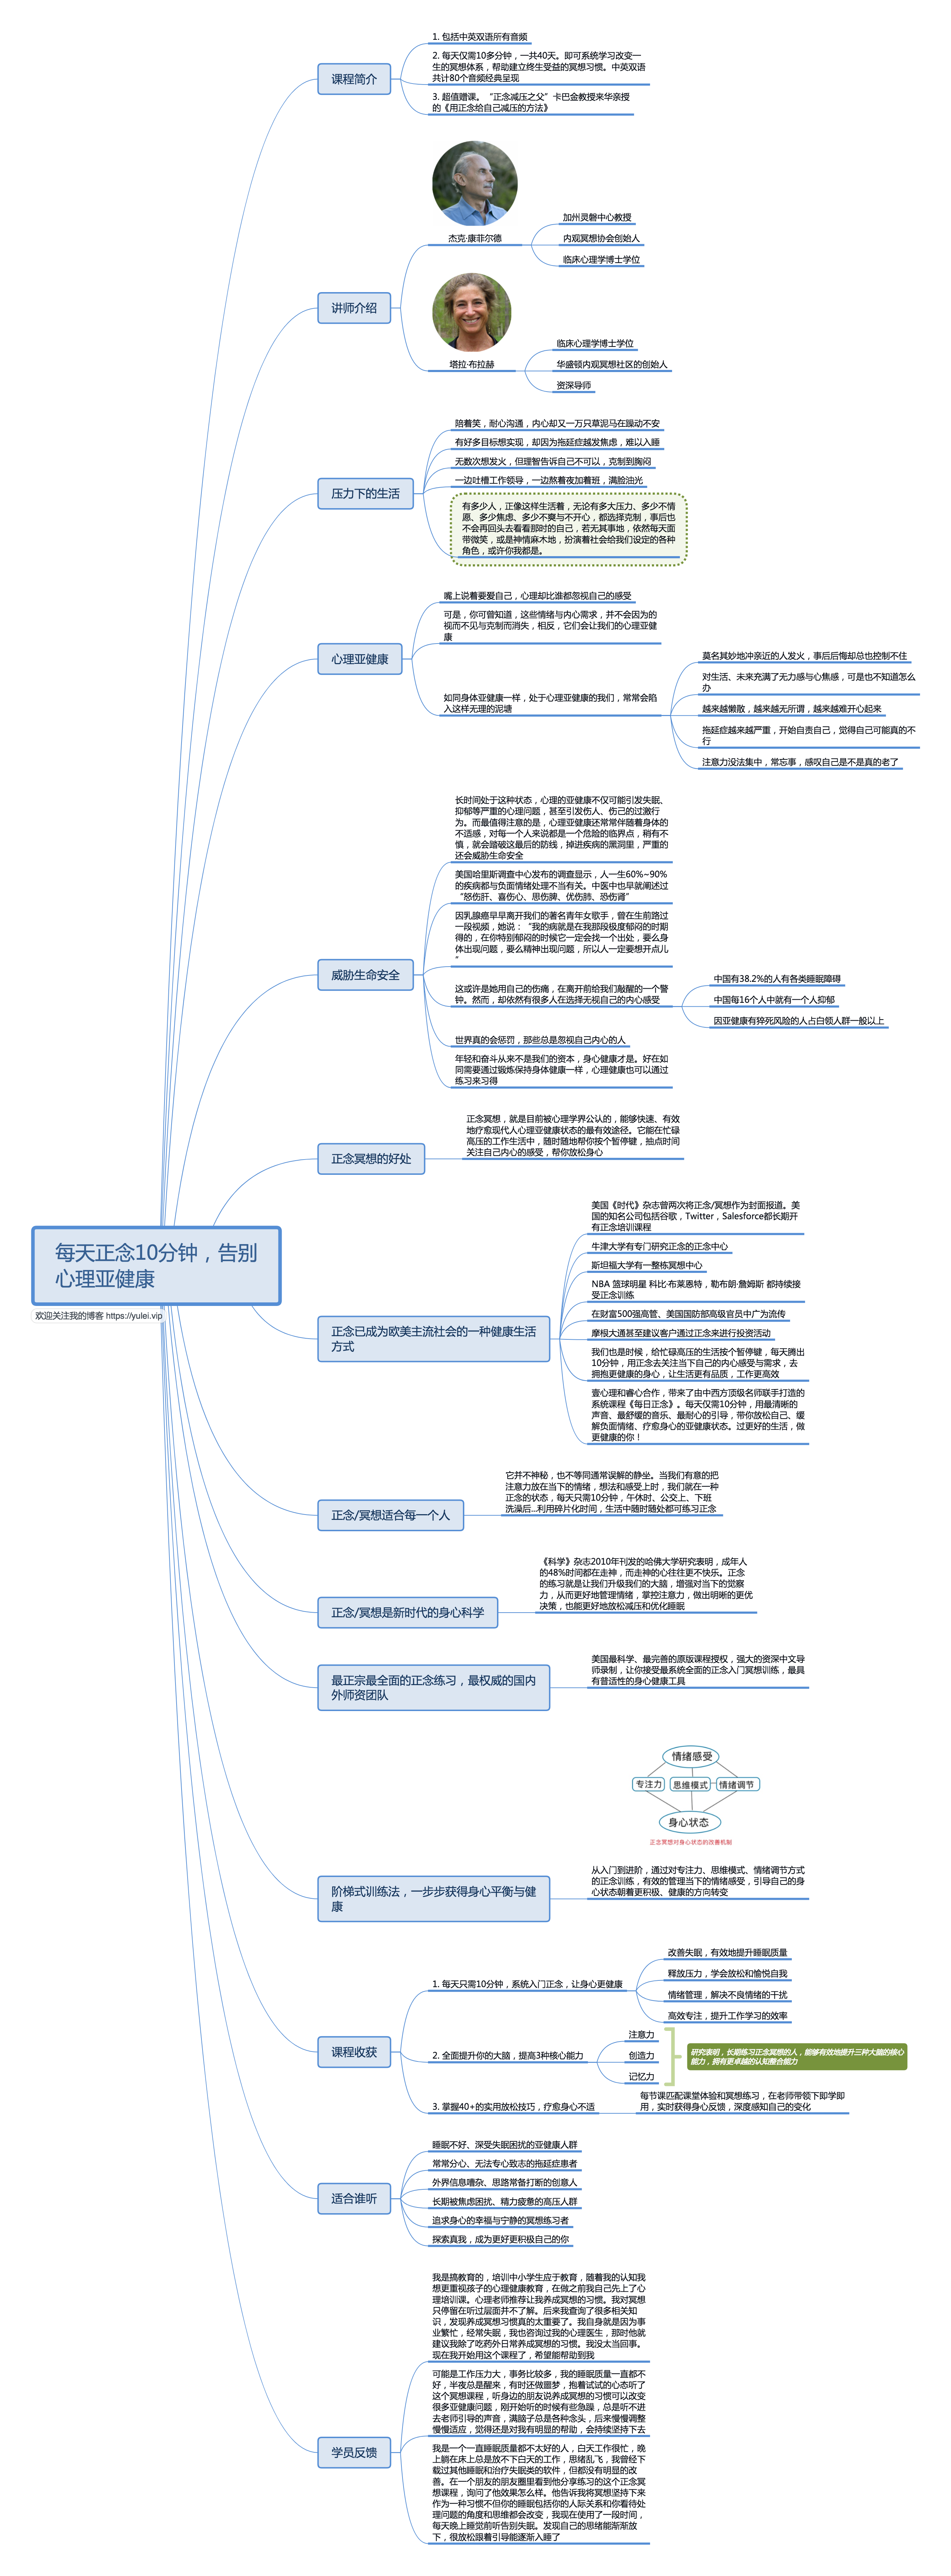 每天正念10分钟，告别
心理亚健康
欢迎关注我的博客 https://yulei.vip
课程简介
1. 包括中英双语所有音频
2. 每天仅需10多分钟，一共40天。即可系统学习改变一
生的冥想体系，帮助建立终生受益的冥想习惯。中英双语
共计80个音频经典呈现
3. 超值赠课。“正念减压之父”卡巴金教授来华亲授
的《用正念给自己减压的方法》
讲师介绍
杰克·康菲尔德
加州灵磐中心教授
内观冥想协会创始人
临床心理学博士学位
塔拉·布拉赫
临床心理学博士学位
华盛顿内观冥想社区的创始人
资深导师
压力下的生活
陪着笑，耐心沟通，内心却又一万只草泥马在躁动不安
有好多目标想实现，却因为拖延症越发焦虑，难以入睡
无数次想发火，但理智告诉自己不可以，克制到胸闷
一边吐槽工作领导，一边熬着夜加着班，满脸油光
有多少人，正像这样生活着，无论有多大压力、多少不情
愿、多少焦虑、多少不爽与不开心，都选择克制，事后也
不会再回头去看看那时的自己，若无其事地，依然每天面
带微笑，或是神情麻木地，扮演着社会给我们设定的各种
角色，或许你我都是。
心理亚健康
嘴上说着要爱自己，心理却比谁都忽视自己的感受
可是，你可曾知道，这些情绪与内心需求，并不会因为的
视而不见与克制而消失，相反，它们会让我们的心理亚健
康
如同身体亚健康一样，处于心理亚健康的我们，常常会陷
入这样无理的泥塘
莫名其妙地冲亲近的人发火，事后后悔却总也控制不住
对生活、未来充满了无力感与心焦感，可是也不知道怎么
办
越来越懒散，越来越无所谓，越来越难开心起来
拖延症越来越严重，开始自责自己，觉得自己可能真的不
行
注意力没法集中，常忘事，感叹自己是不是真的老了
威胁生命安全
长时间处于这种状态，心理的亚健康不仅可能引发失眠、
抑郁等严重的心理问题，甚至引发伤人、伤己的过激行
为。而最值得注意的是，心理亚健康还常常伴随着身体的
不适感，对每一个人来说都是一个危险的临界点，稍有不
慎，就会踏破这最后的防线，掉进疾病的黑洞里，严重的
还会威胁生命安全
美国哈里斯调查中心发布的调查显示，人一生60%~90%
的疾病都与负面情绪处理不当有关。中医中也早就阐述过
“怒伤肝、喜伤心、思伤脾、忧伤肺、恐伤肾”
因乳腺癌早早离开我们的著名青年女歌手，曾在生前路过
一段视频，她说：“我的病就是在我那段极度郁闷的时期
得的，在你特别郁闷的时候它一定会找一个出处，要么身
体出现问题，要么精神出现问题，所以人一定要想开点儿
”
这或许是她用自己的伤痛，在离开前给我们敲醒的一个警
钟。然而，却依然有很多人在选择无视自己的内心感受
中国有38.2%的人有各类睡眠障碍
中国每16个人中就有一个人抑郁
因亚健康有猝死风险的人占白领人群一般以上
世界真的会惩罚，那些总是忽视自己内心的人
年轻和奋斗从来不是我们的资本，身心健康才是。好在如
同需要通过锻炼保持身体健康一样，心理健康也可以通过
练习来习得
正念冥想的好处
正念冥想，就是目前被心理学界公认的，能够快速、有效
地疗愈现代人心理亚健康状态的最有效途径。它能在忙碌
高压的工作生活中，随时随地帮你按个暂停键，抽点时间
关注自己内心的感受，帮你放松身心
正念已成为欧美主流社会的一种健康生活
方式
美国《时代》杂志曾两次将正念/冥想作为封面报道。美
国的知名公司包括谷歌，Twitter，Salesforce都长期开
有正念培训课程
牛津大学有专门研究正念的正念中心
斯坦福大学有一整栋冥想中心
NBA 篮球明星 科比·布莱恩特，勒布朗·詹姆斯 都持续接
受正念训练
在财富500强高管、美国国防部高级官员中广为流传
摩根大通甚至建议客户通过正念来进行投资活动
我们也是时候，给忙碌高压的生活按个暂停键，每天腾出
10分钟，用正念去关注当下自己的内心感受与需求，去
拥抱更健康的身心，让生活更有品质，工作更高效
壹心理和睿心合作，带来了由中西方顶级名师联手打造的
系统课程《每日正念》。每天仅需10分钟，用最清晰的
声音、最舒缓的音乐、最耐心的引导，带你放松自己、缓
解负面情绪、疗愈身心的亚健康状态。过更好的生活，做
更健康的你！
正念/冥想适合每一个人
它并不神秘，也不等同通常误解的静坐。当我们有意的把
注意力放在当下的情绪，想法和感受上时，我们就在一种
正念的状态，每天只需10分钟，午休时、公交上、下班
洗澡后...利用碎片化时间，生活中随时随处都可练习正念
正念/冥想是新时代的身心科学
《科学》杂志2010年刊发的哈佛大学研究表明，成年人
的48%时间都在走神，而走神的心往往更不快乐。正念
的练习就是让我们升级我们的大脑，增强对当下的觉察
力，从而更好地管理情绪，掌控注意力，做出明晰的更优
决策，也能更好地放松减压和优化睡眠
最正宗最全面的正念练习，最权威的国内
外师资团队
美国最科学、最完善的原版课程授权，强大的资深中文导
师录制，让你接受最系统全面的正念入门冥想训练，最具
有普适性的身心健康工具
阶梯式训练法，一步步获得身心平衡与健
康
情绪感受
专注力
思维模式
情绪调节
身心状态
正念冥想对身心状态的改善机制
从入门到进阶，通过对专注力、思维模式、情绪调节方式
的正念训练，有效的管理当下的情绪感受，引导自己的身
心状态朝着更积极、健康的方向转变
课程收获
1. 每天只需10分钟，系统入门正念，让身心更健康
改善失眠，有效地提升睡眠质量
释放压力，学会放松和愉悦自我
情绪管理，解决不良情绪的干扰
高效专注，提升工作学习的效率
2. 全面提升你的大脑，提高3种核心能力
注意力
创造力
记忆力
研究表明，长期练习正念冥想的人，能够有效地提升三种大脑的核心
能力，拥有更卓越的认知整合能力
3. 掌握40+的实用放松技巧，疗愈身心不适
每节课匹配课堂体验和冥想练习，在老师带领下即学即
用，实时获得身心反馈，深度感知自己的变化
适合谁听
睡眠不好、深受失眠困扰的亚健康人群
常常分心、无法专心致志的拖延症患者
外界信息嘈杂、思路常备打断的创意人
长期被焦虑困扰、精力疲惫的高压人群
追求身心的幸福与宁静的冥想练习者
探索真我，成为更好更积极自己的你
学员反馈
我是搞教育的，培训中小学生应于教育，随着我的认知我
想更重视孩子的心理健康教育，在做之前我自己先上了心
理培训课。心理老师推荐让我养成冥想的习惯。我对冥想
只停留在听过层面并不了解。后来我查询了很多相关知
识，发现养成冥想习惯真的太重要了。我自身就是因为事
业繁忙，经常失眠，我也咨询过我的心理医生，那时他就
建议我除了吃药外日常养成冥想的习惯。我没太当回事。
现在我开始用这个课程了，希望能帮助到我
可能是工作压力大，事务比较多，我的睡眠质量一直都不
好，半夜总是醒来，有时还做噩梦，抱着试试的心态听了
这个冥想课程，听身边的朋友说养成冥想的习惯可以改变
很多亚健康问题，刚开始听的时候有些急躁，总是听不进
去老师引导的声音，满脑子总是各种念头，后来慢慢调整
慢慢适应，觉得还是对我有明显的帮助，会持续坚持下去
我是一个一直睡眠质量都不太好的人，白天工作很忙，晚
上躺在床上总是放不下白天的工作，思绪乱飞，我曾经下
载过其他睡眠和治疗失眠类的软件，但都没有明显的改
善。在一个朋友的朋友圈里看到他分享练习的这个正念冥
想课程，询问了他效果怎么样。他告诉我将冥想坚持下来
作为一种习惯不但你的睡眠包括你的人际关系和你看待处
理问题的角度和思维都会改变，我现在使用了一段时间，
每天晚上睡觉前听告别失眠。发现自己的思绪能渐渐放
下，很放松跟着引导能逐渐入睡了